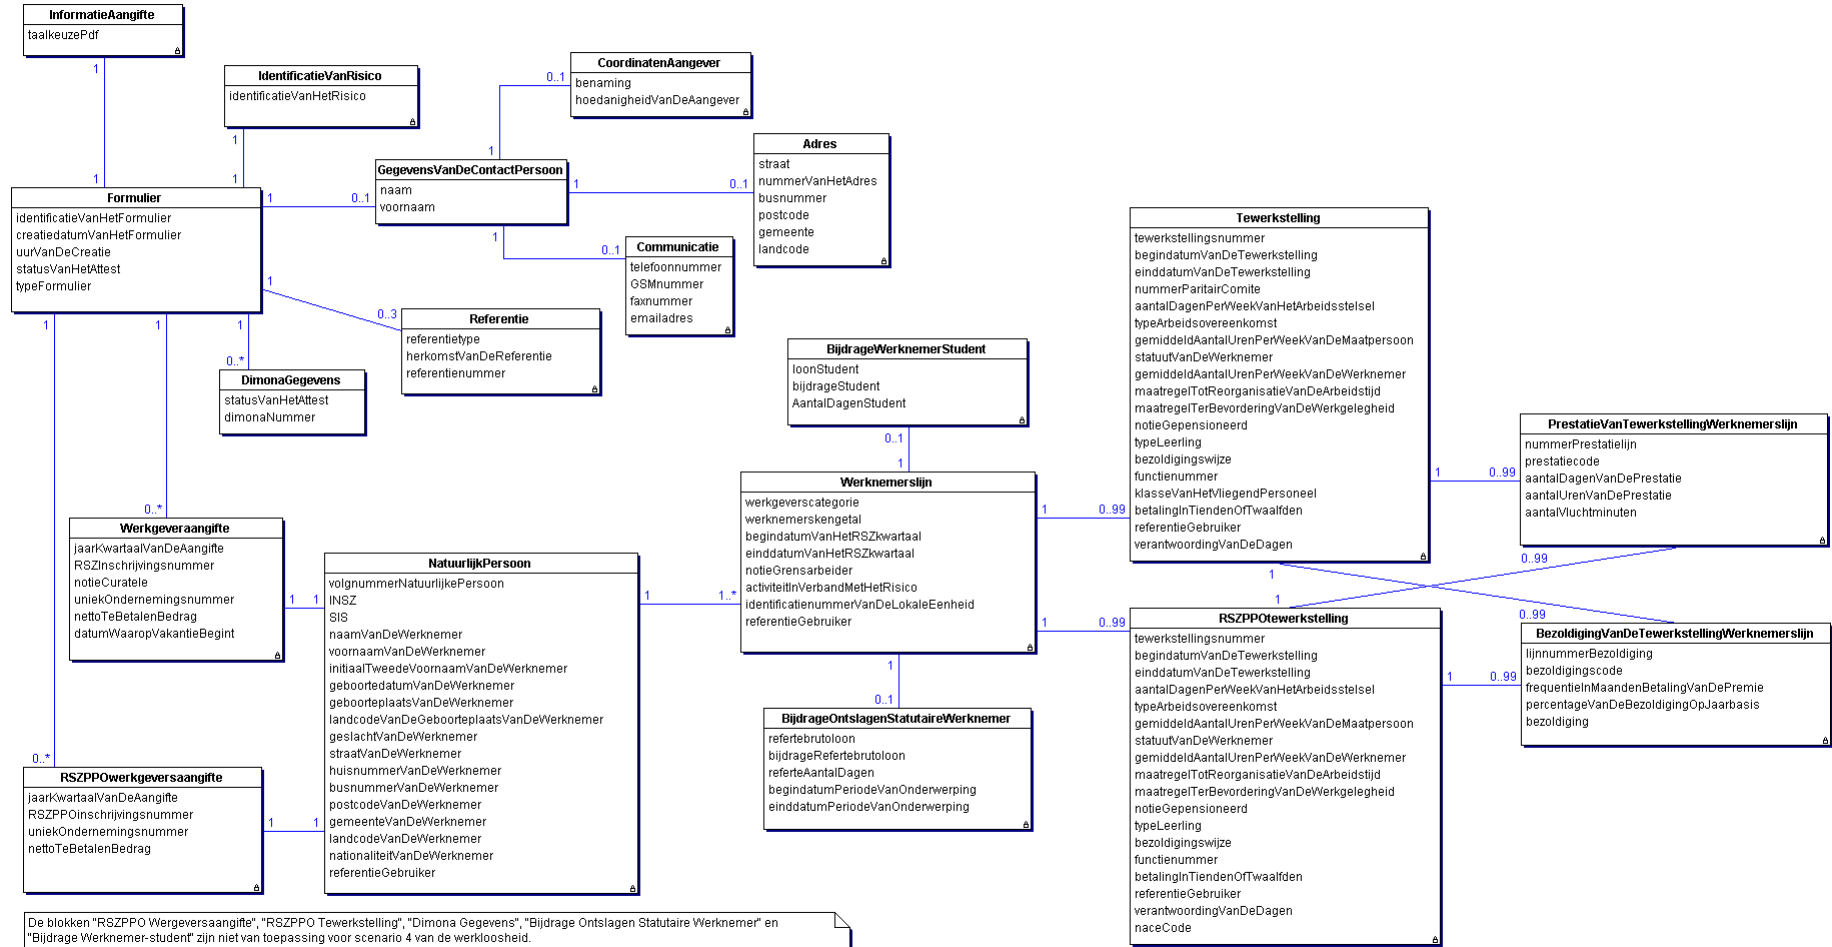 InformatieAangifte
taalkeuzePdf
1
1
IdentificatieVanRisico
identificatieVanHetRisico
1
1
CoordinatenAangever
benaming
hoedanigheidVanDeAangever
0..1
1
GegevensVanDeContactPersoon
naam
voornaam
1
0..1
Adres
straat
nummerVanHetAdres
busnummer
postcode
gemeente
landcode
1
0..1
Communicatie
telefoonnummer
GSMnummer
faxnummer
emailadres
1
0..1
Formulier
identificatieVanHetFormulier
creatiedatumVanHetFormulier
uurVanDeCreatie
statusVanHetAttest
typeFormulier
1
0..3
Referentie
referentietype
herkomstVanDeReferentie
referentienummer
1
0..*
DimonaGegevens
statusVanHetAttest
dimonaNummer
1
0..*
Werkgeveraangifte
jaarKwartaalVanDeAangifte
RSZInschrijvingsnummer
notieCuratele
uniekOndernemingsnummer
nettoTeBetalenBedrag
datumWaaropVakantieBegint
1
1
1
0..*
RSZPPOwerkgeversaangifte
jaarKwartaalVanDeAangifte
RSZPPOinschrijvingsnummer
uniekOndernemingsnummer
nettoTeBetalenBedrag
1
1
NatuurlijkPersoon
volgnummerNatuurlijkePersoon
INSZ
SIS
naamVanDeWerknemer
voornaamVanDeWerknemer
initiaalTweedeVoornaamVanDeWerknemer
geboortedatumVanDeWerknemer
geboorteplaatsVanDeWerknemer
landcodeVanDeGeboorteplaatsVanDeWerknemer
geslachtVanDeWerknemer
straatVanDeWerknemer
huisnummerVanDeWerknemer
busnummerVanDeWerknemer
postcodeVanDeWerknemer
gemeenteVanDeWerknemer
landcodeVanDeWerknemer
nationaliteitVanDeWerknemer
referentieGebruiker
1
1..*
BijdrageWerknemerStudent
loonStudent
bijdrageStudent
AantalDagenStudent
0..1
1
Werknemerslijn
werkgeverscategorie
werknemerskengetal
begindatumVanHetRSZkwartaal
einddatumVanHetRSZkwartaal
notieGrensarbeider
activiteitInVerbandMetHetRisico
identificatienummerVanDeLokaleEenheid
referentieGebruiker
1
0..1
BijdrageOntslagenStatutaireWerknemer
refertebrutoloon
bijdrageRefertebrutoloon
referteAantalDagen
begindatumPeriodeVanOnderwerping
einddatumPeriodeVanOnderwerping
1
0..99
1
0..99
Tewerkstelling
tewerkstellingsnummer
begindatumVanDeTewerkstelling
einddatumVanDeTewerkstelling
nummerParitairComite
aantalDagenPerWeekVanHetArbeidsstelsel
typeArbeidsovereenkomst
gemiddeldAantalUrenPerWeekVanDeMaatpersoon
statuutVanDeWerknemer
gemiddeldAantalUrenPerWeekVanDeWerknemer
maatregelTotReorganisatieVanDeArbeidstijd
maatregelTerBevorderingVanDeWerkgelegheid
notieGepensioneerd
typeLeerling
bezoldigingswijze
functienummer
klasseVanHetVliegendPersoneel
betalingInTiendenOfTwaalfden
referentieGebruiker
verantwoordingVanDeDagen
1
0..99
PrestatieVanTewerkstellingWerknemerslijn
nummerPrestatielijn
prestatiecode
aantalDagenVanDePrestatie
aantalUrenVanDePrestatie
aantalVluchtminuten
0..99
1
1
0..99
RSZPPOtewerkstelling
tewerkstellingsnummer
begindatumVanDeTewerkstelling
einddatumVanDeTewerkstelling
aantalDagenPerWeekVanHetArbeidsstelsel
typeArbeidsovereenkomst
gemiddeldAantalUrenPerWeekVanDeMaatpersoon
statuutVanDeWerknemer
gemiddeldAantalUrenPerWeekVanDeWerknemer
maatregelTotReorganisatieVanDeArbeidstijd
maatregelTerBevorderingVanDeWerkgelegheid
notieGepensioneerd
typeLeerling
bezoldigingswijze
functienummer
betalingInTiendenOfTwaalfden
referentieGebruiker
verantwoordingVanDeDagen
naceCode
1
0..99
BezoldigingVanDeTewerkstellingWerknemerslijn
lijnnummerBezoldiging
bezoldigingscode
frequentieInMaandenBetalingVanDePremie
percentageVanDeBezoldigingOpJaarbasis
bezoldiging
De blokken "RSZPPO Wergeversaangifte", "RSZPPO Tewerkstelling", "Dimona Gegevens", "Bijdrage Ontslagen Statutaire Werknemer" en
"Bijdrage Werknemer-student" zijn niet van toepassing voor scenario 4 van de werkloosheid.